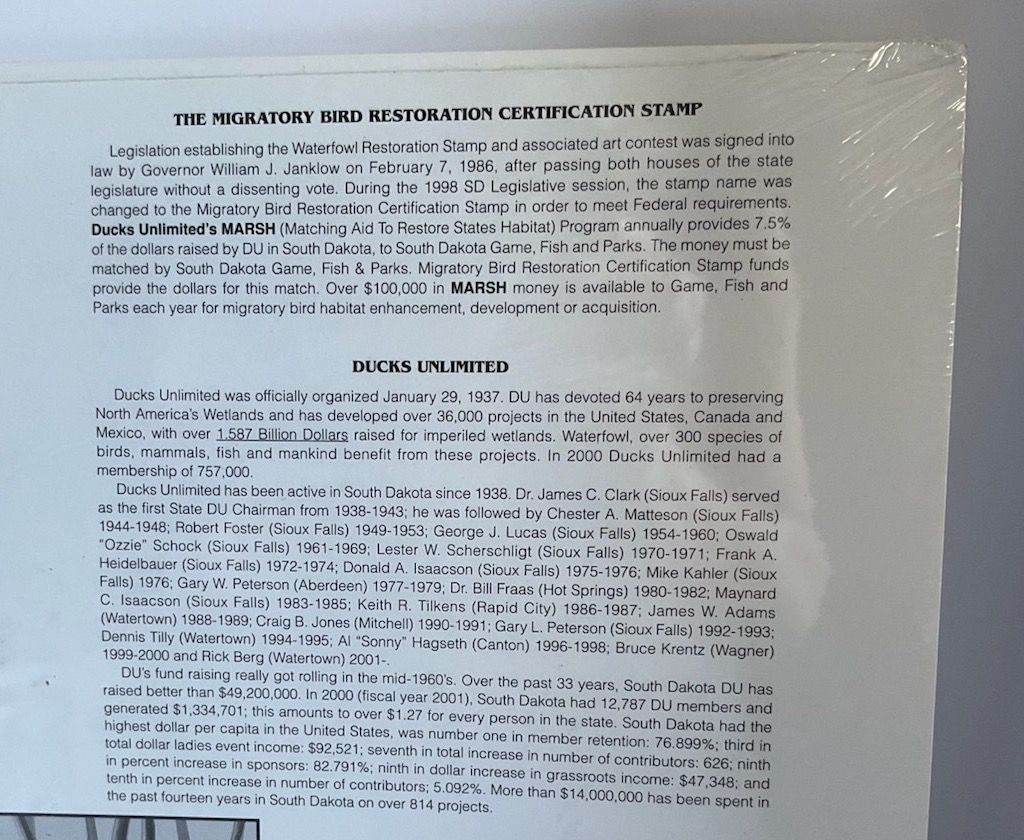 THE MIGRATORY BIRD RESTORATION CERTIFICATION STAMP
Legislation establishing the Waterfowl Restoration Stamp and associated art contest was signed into
law by Governor William J. Janklow on February 7, 1986, after passing both houses of the state
legislature without a dissenting vote. During the 1998 SD Legislative session, the stamp name was
changed to the Migratory Bird Restoration Certification Stamp in order to meet Federal requirements.
Ducks Unlimited's MARSH (Matching Aid To Restore States Habitat) Program annually provides 7.5%
of the dollars raised by DU in South Dakota, to South Dakota Game, Fish and Parks. The money must be
matched by South Dakota Game, Fish & Parks. Migratory Bird Restoration Certification Stamp funds
provide the dollars for this match. Over $100,000 in MARSH money is available to Game, Fish and
Parks each year for migratory bird habitat enhancement, development or acquisition.
DUCKS UNLIMITED
Ducks Unlimited was officially organized January 29, 1937. DU has devoted 64 years to preserving
North America's Wetlands and has developed over 36,000 projects in the United States, Canada and
Mexico, with over 1.587 Billion Dollars raised for imperiled wetlands. Waterfowl, over 300 species of
birds, mammals, fish and mankind benefit from these projects. In 2000 Ducks Unlimited had a
membership of 757,000.
Ducks Unlimited has been active in South Dakota since 1938. Dr. James C. Clark (Sioux Falls) served
as the first State DU Chairman from 1938-1943; he was followed by Chester A. Matteson (Sioux Falls)
1944-1948; Robert Foster (Sioux Falls) 1949-1953; George J. Lucas (Sioux Falls) 1954-1960; Oswald
"Ozzie" Schock (Sioux Falls) 1961-1969; Lester W. Scherschligt (Sioux Falls) 1970-1971; Frank A.
Heidelbauer (Sioux Falls) 1972-1974; Donald A. Isaacson (Sioux Falls) 1975-1976; Mike Kahler (Sioux
Falls) 1976; Gary W. Peterson (Aberdeen) 1977-1979; Dr. Bill Fraas (Hot Springs) 1980-1982; Maynard
C. Isaacson (Sioux Falls) 1983-1985; Keith R. Tilkens (Rapid City) 1986-1987; James W. Adams
(Watertown) 1988-1989; Craig B. Jones (Mitchell) 1990-1991; Gary L. Peterson (Sioux Falls) 1992-1993;
Dennis Tilly (Watertown) 1994-1995; Al "Sonny" Hagseth (Canton) 1996-1998; Bruce Krentz (Wagner)
1999-2000 and Rick Berg (Watertown) 2001-.
DU's fund raising really got rolling in the mid-1960's. Over the past 33 years, South Dakota DU has
raised better than $49,200,000. In 2000 (fiscal year 2001), South Dakota had 12,787 DU members and
generated $1,334,701; this amounts to over $1.27 for every person in the state. South Dakota had the
highest dollar per capita in the United States, was number one in member retention: 76.899%; third in
total dollar ladies event income: $92,521; seventh in total increase in number of contributors: 626; ninth
in percent increase in sponsors: 82.791%; ninth in dollar increase in grassroots income: $47,348; and
tenth in percent increase in number of contributors; 5.092%. More than $14,000,000 has been spent in
the past fourteen years in South Dakota on over 814 projects.